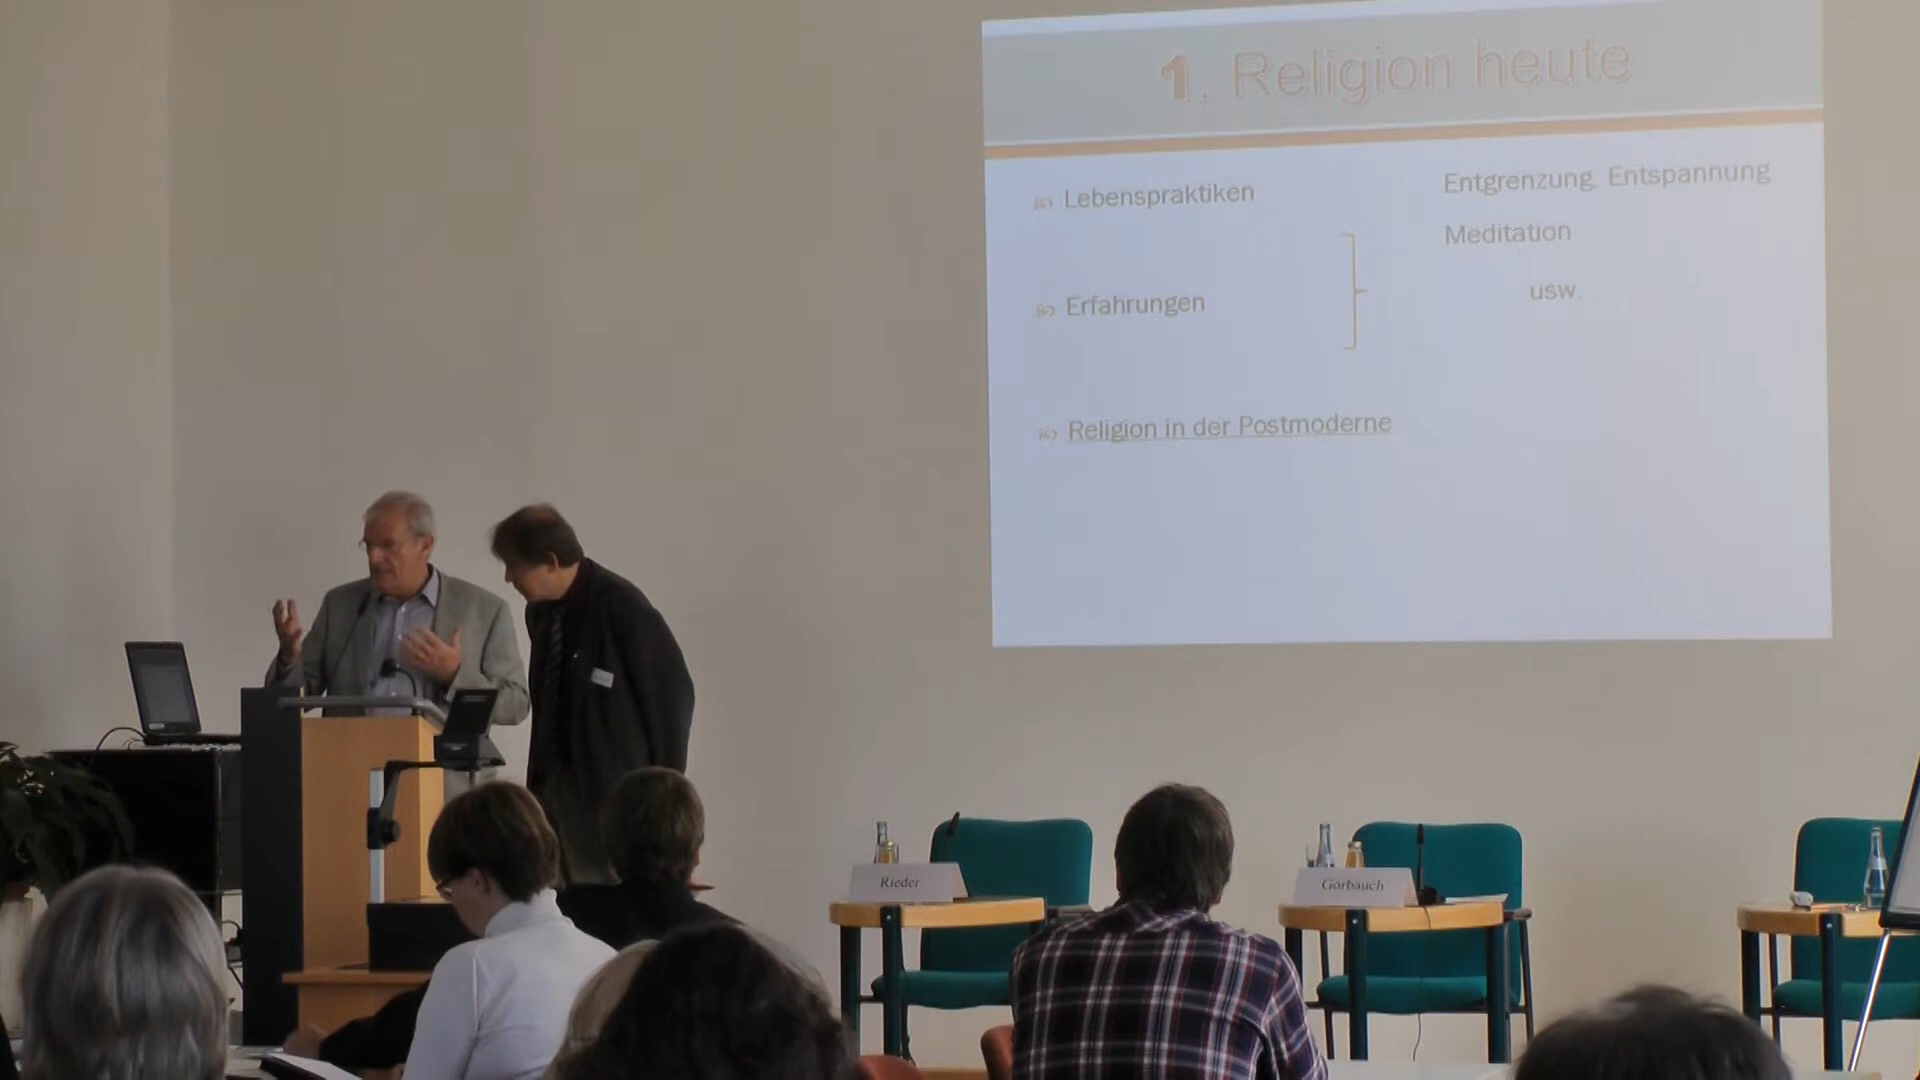 1. Religion heute
Lebenspraktiken
Entgrenzung, Entspannung
Meditation
Erfahrungen
usw.
Religion in der Postmoderne
Rieder
Gorbauch